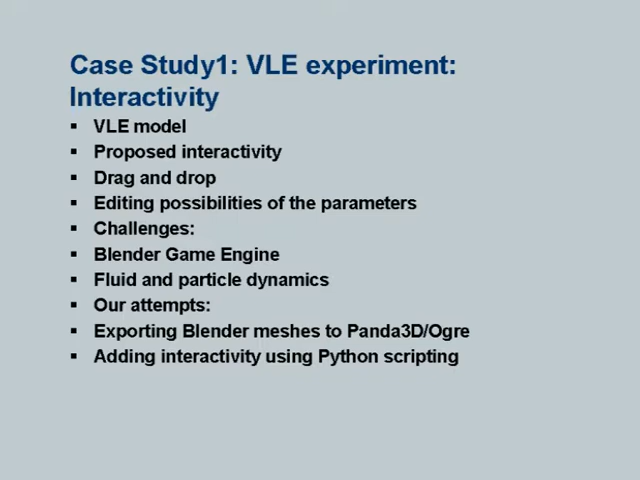 Case Study1: VLE experiment:
Interactivity
▪ VLE model
▪ Proposed interactivity
▪ Drag and drop
▪ Editing possibilities of the parameters
▪ Challenges:
▪ Blender Game Engine
▪ Fluid and particle dynamics
▪ Our attempts:
▪ Exporting Blender meshes to Panda3D/Ogre
▪ Adding interactivity using Python scripting